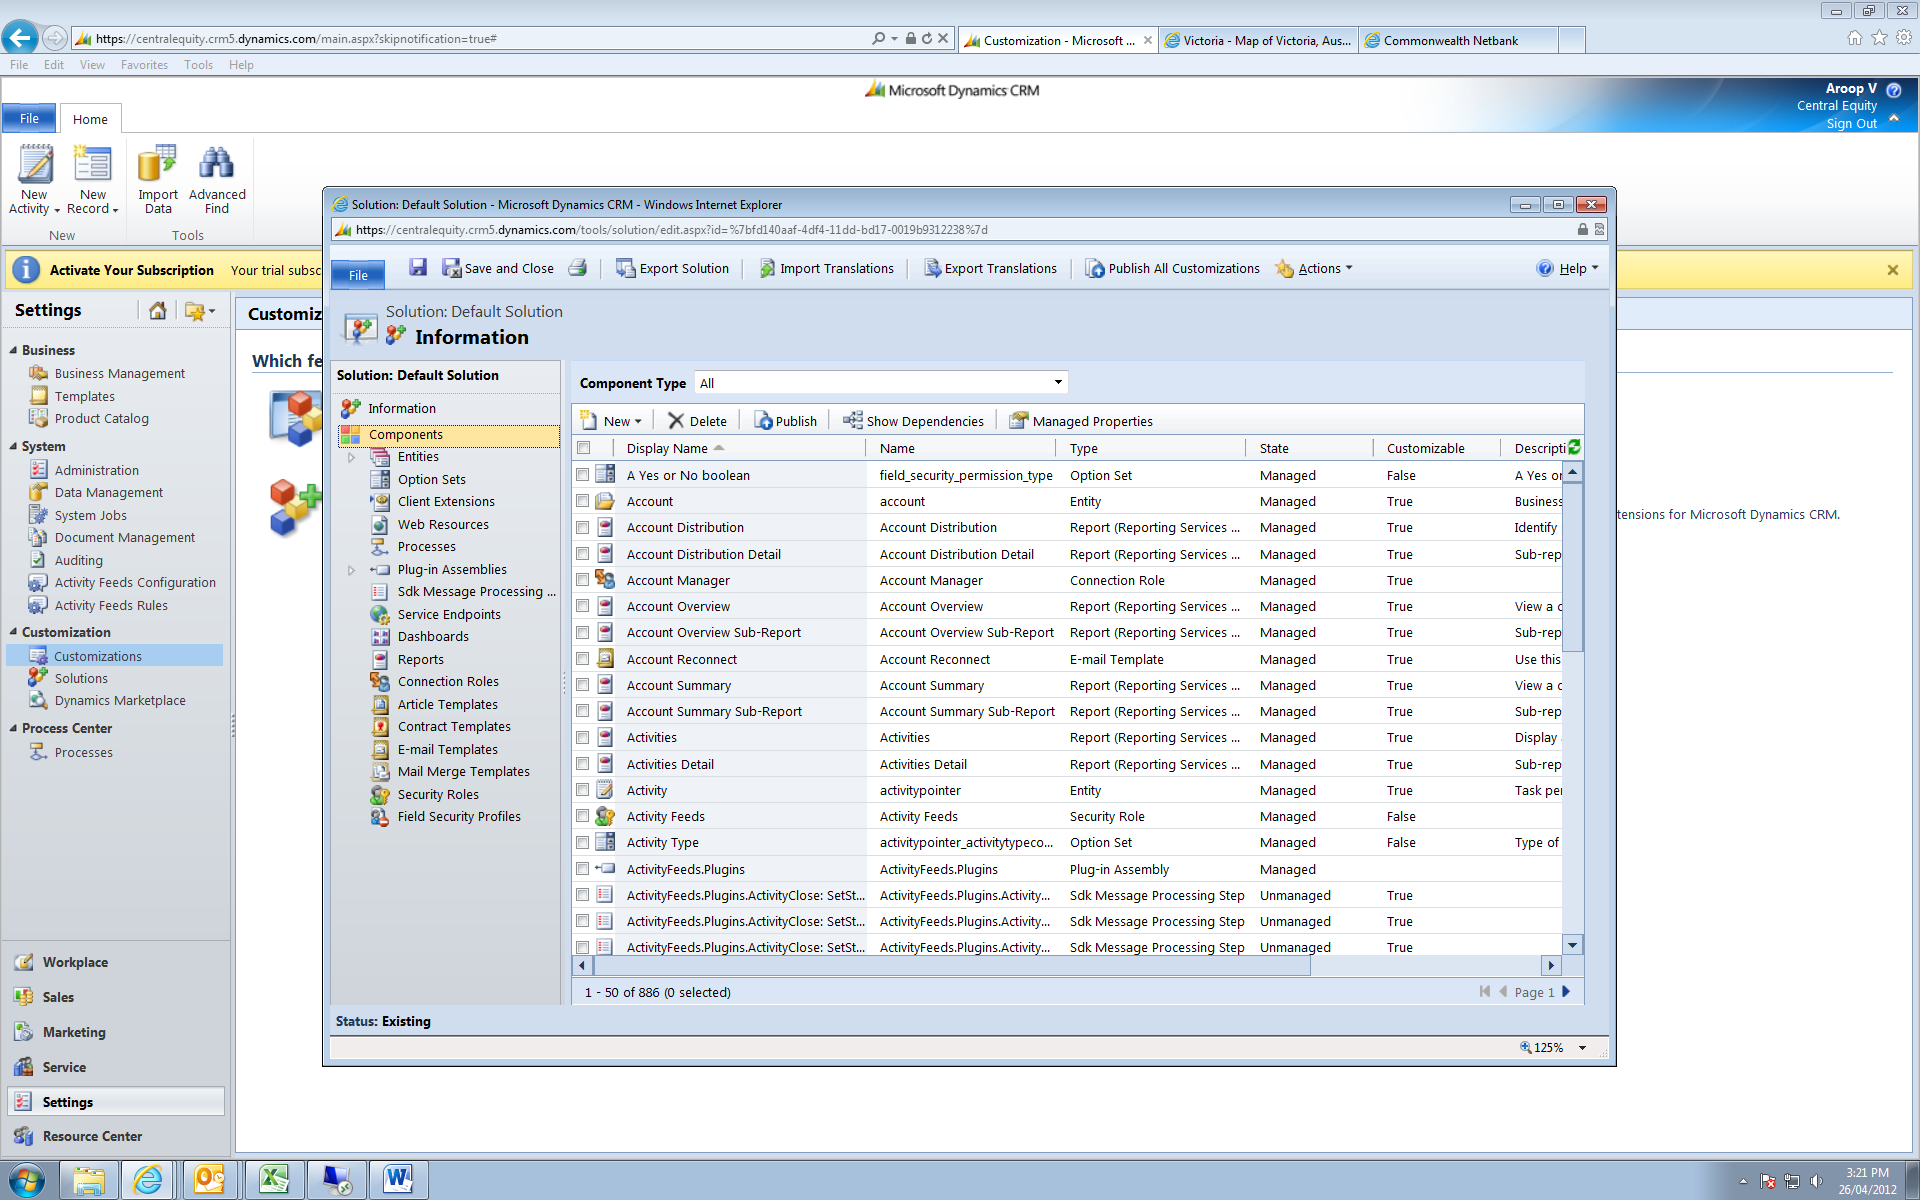 https://centralequity.crm5.dynamics.com/main.aspx?skipnotification=true#
Customization - Microsoft ...
Victoria - Map of Victoria, Aus...
Commonwealth Netbank
File Edit View Favorites Tools Help
Microsoft Dynamics CRM
Aroop V
Central Equity
Sign Out
File Home
New Activity
New Record
Import Data
Advanced Find
New
Tools
Activate Your Subscription Your trial subsc
Settings
Business
Business Management
Templates
Product Catalog
System
Administration
Data Management
System Jobs
Document Management
Auditing
Activity Feeds Configuration
Activity Feeds Rules
Customization
Customizations
Solutions
Dynamics Marketplace
Process Center
Processes
Workplace
Sales
Marketing
Service
Settings
Resource Center
Customiz
Which fe
tensions for Microsoft Dynamics CRM.
Solution: Default Solution - Microsoft Dynamics CRM - Windows Internet Explorer
https://centralequity.crm5.dynamics.com/tools/solution/edit.aspx?id=%7bfd140aaf-4df4-11dd-bd17-0019b9312238%7d
File Save and Close Export Solution Import Translations Export Translations Publish All Customizations Actions Help
Solution: Default Solution
Information
Solution: Default Solution
Information
Components
Entities
Option Sets
Client Extensions
Web Resources
Processes
Plug-in Assemblies
Sdk Message Processing ...
Service Endpoints
Dashboards
Reports
Connection Roles
Article Templates
Contract Templates
E-mail Templates
Mail Merge Templates
Security Roles
Field Security Profiles
Component Type All
New Delete Publish Show Dependencies Managed Properties
Display Name Name Type State Customizable Descripti
A Yes or No boolean field_security_permission_type Option Set Managed False A Yes or
Account account Entity Managed True Business
Account Distribution Account Distribution Report (Reporting Services ... Managed True Identify
Account Distribution Detail Account Distribution Detail Report (Reporting Services ... Managed True Sub-rep
Account Manager Account Manager Connection Role Managed True
Account Overview Account Overview Report (Reporting Services ... Managed True View a c
Account Overview Sub-Report Account Overview Sub-Report Report (Reporting Services ... Managed True Sub-rep
Account Reconnect Account Reconnect E-mail Template Managed True Use this
Account Summary Account Summary Report (Reporting Services ... Managed True View a c
Account Summary Sub-Report Account Summary Sub-Report Report (Reporting Services ... Managed True Sub-rep
Activities Activities Report (Reporting Services ... Managed True Display
Activities Detail Activities Detail Report (Reporting Services ... Managed True Sub-rep
Activity activitypointer Entity Managed True Task per
Activity Feeds Activity Feeds Security Role Managed False
Activity Type activitypointer_activitytypeco... Option Set Managed False Type of
ActivityFeeds.Plugins ActivityFeeds.Plugins Plug-in Assembly Managed
ActivityFeeds.Plugins.ActivityClose: SetSt... ActivityFeeds.Plugins.Activity... Sdk Message Processing Step Unmanaged True
ActivityFeeds.Plugins.ActivityClose: SetSt... ActivityFeeds.Plugins.Activity... Sdk Message Processing Step Unmanaged True
ActivityFeeds.Plugins.ActivityClose: SetSt... ActivityFeeds.Plugins.Activity... Sdk Message Processing Step Unmanaged True
1 - 50 of 886 (0 selected)
Page 1
Status: Existing
125%
3:21 PM
26/04/2012